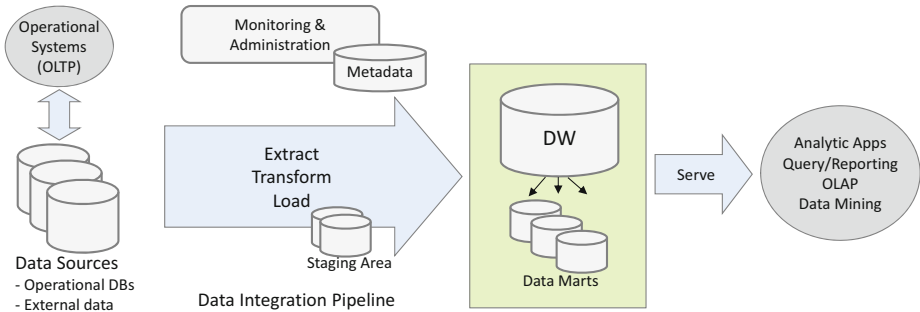 Operational
Systems
(OLTP)
Data Sources
- Operational DBs
- External data
Monitoring &
Administration
Metadata
Extract
Transform
Load
Staging Area
Data Integration Pipeline
DW
Data Marts
Serve
Analytic Apps
Query/Reporting
OLAP
Data Mining